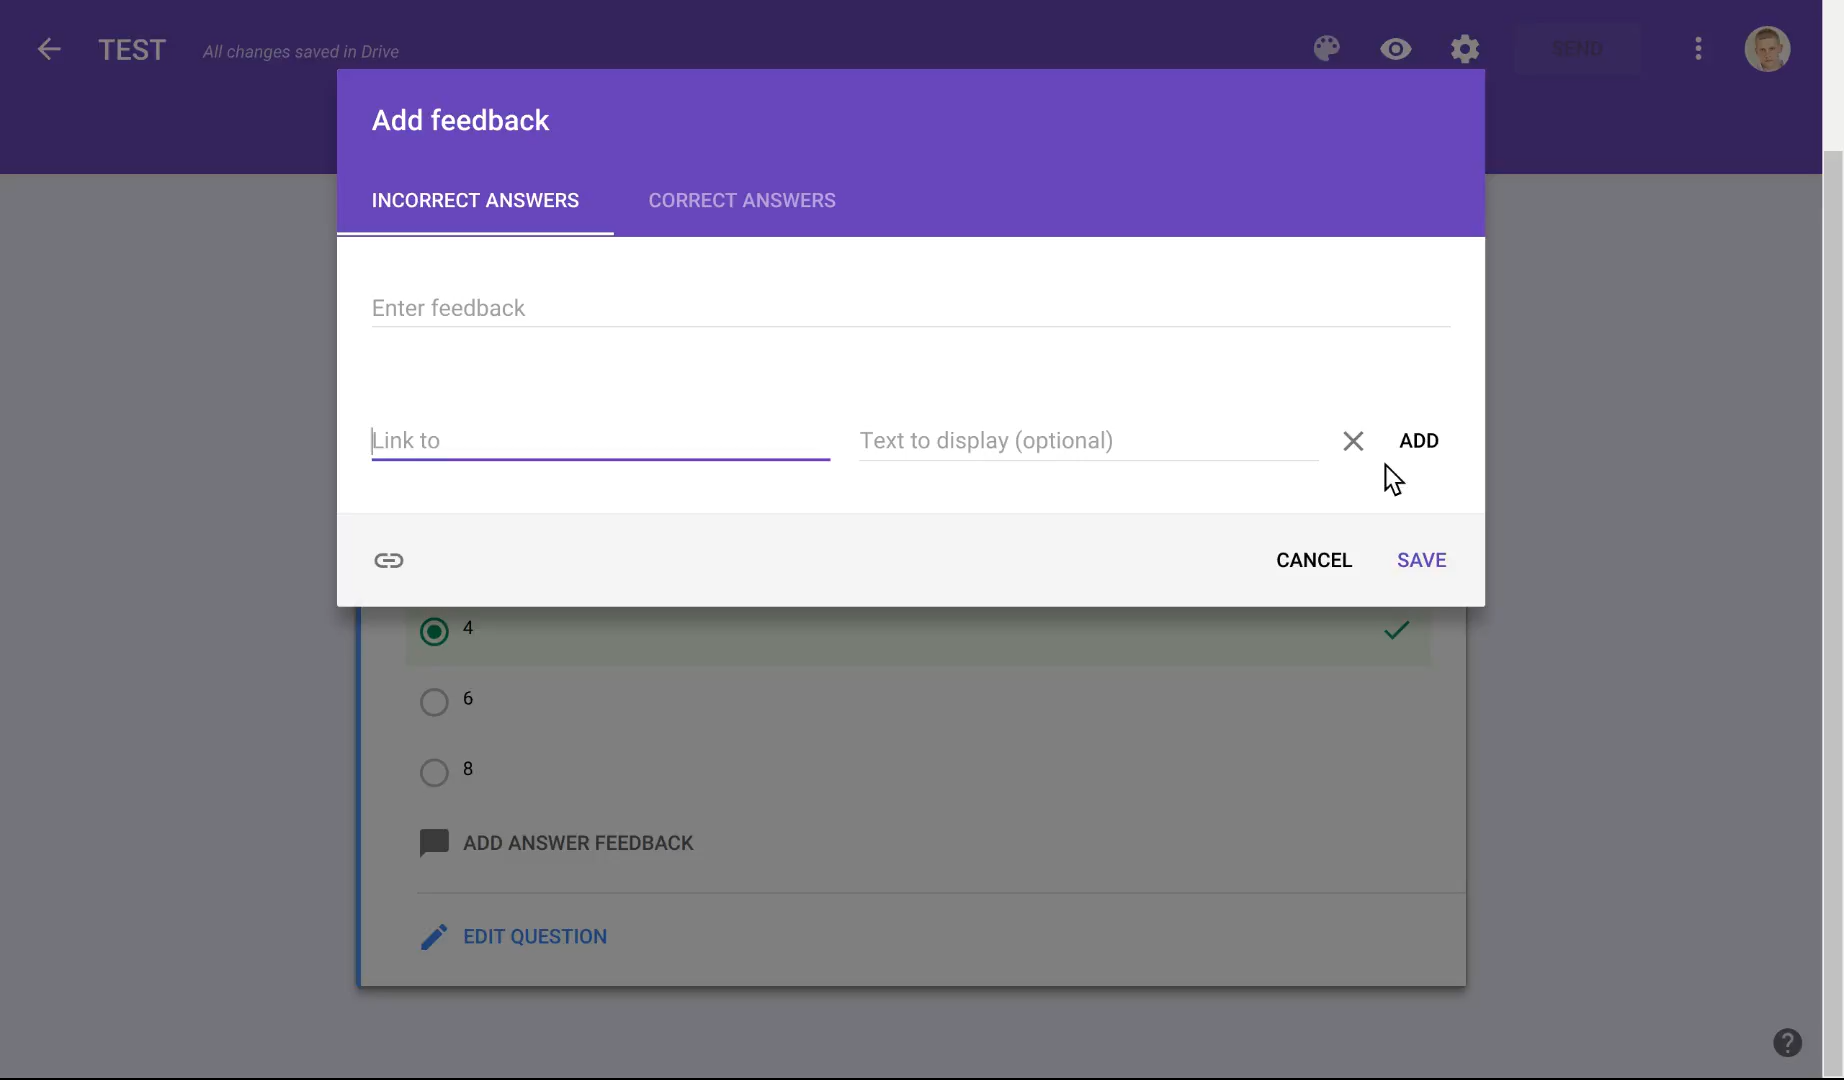 TEST
All changes saved in Drive
SEND
Add feedback
INCORRECT ANSWERS
CORRECT ANSWERS
Enter feedback
Link to
Text to display (optional)
ADD
CANCEL
SAVE
4
6
8
ADD ANSWER FEEDBACK
EDIT QUESTION